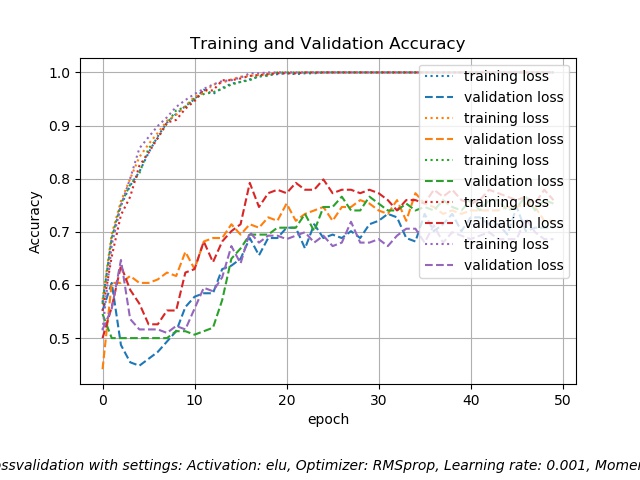 Training and Validation Accuracy
Accuracy
1.0
0.9
0.8
0.7
0.6
0.5
training loss
validation loss
training loss
validation loss
training loss
validation loss
training loss
validation loss
training loss
validation loss
0 10 20 30 40 50
epoch
ssvalidation with settings: Activation: elu, Optimizer: RMSprop, Learning rate: 0.001, Mome